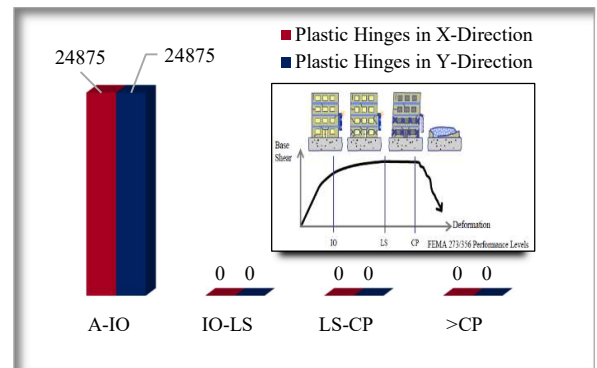 Plastic Hinges in X-Direction
Plastic Hinges in Y-Direction
24875
24875
Base
Shear
Deformation
IO
LS
CP
FEMA 273/356 Performance Levels
0 0
0 0
0 0
A-IO
IO-LS
LS-CP
>CP